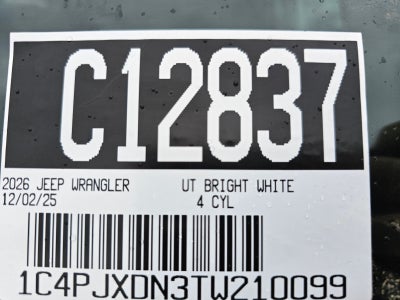 C12837
2026 JEEP WRANGLER UT BRIGHT WHITE
12/02/25 4 CYL
1C4PJXDN3TW210099